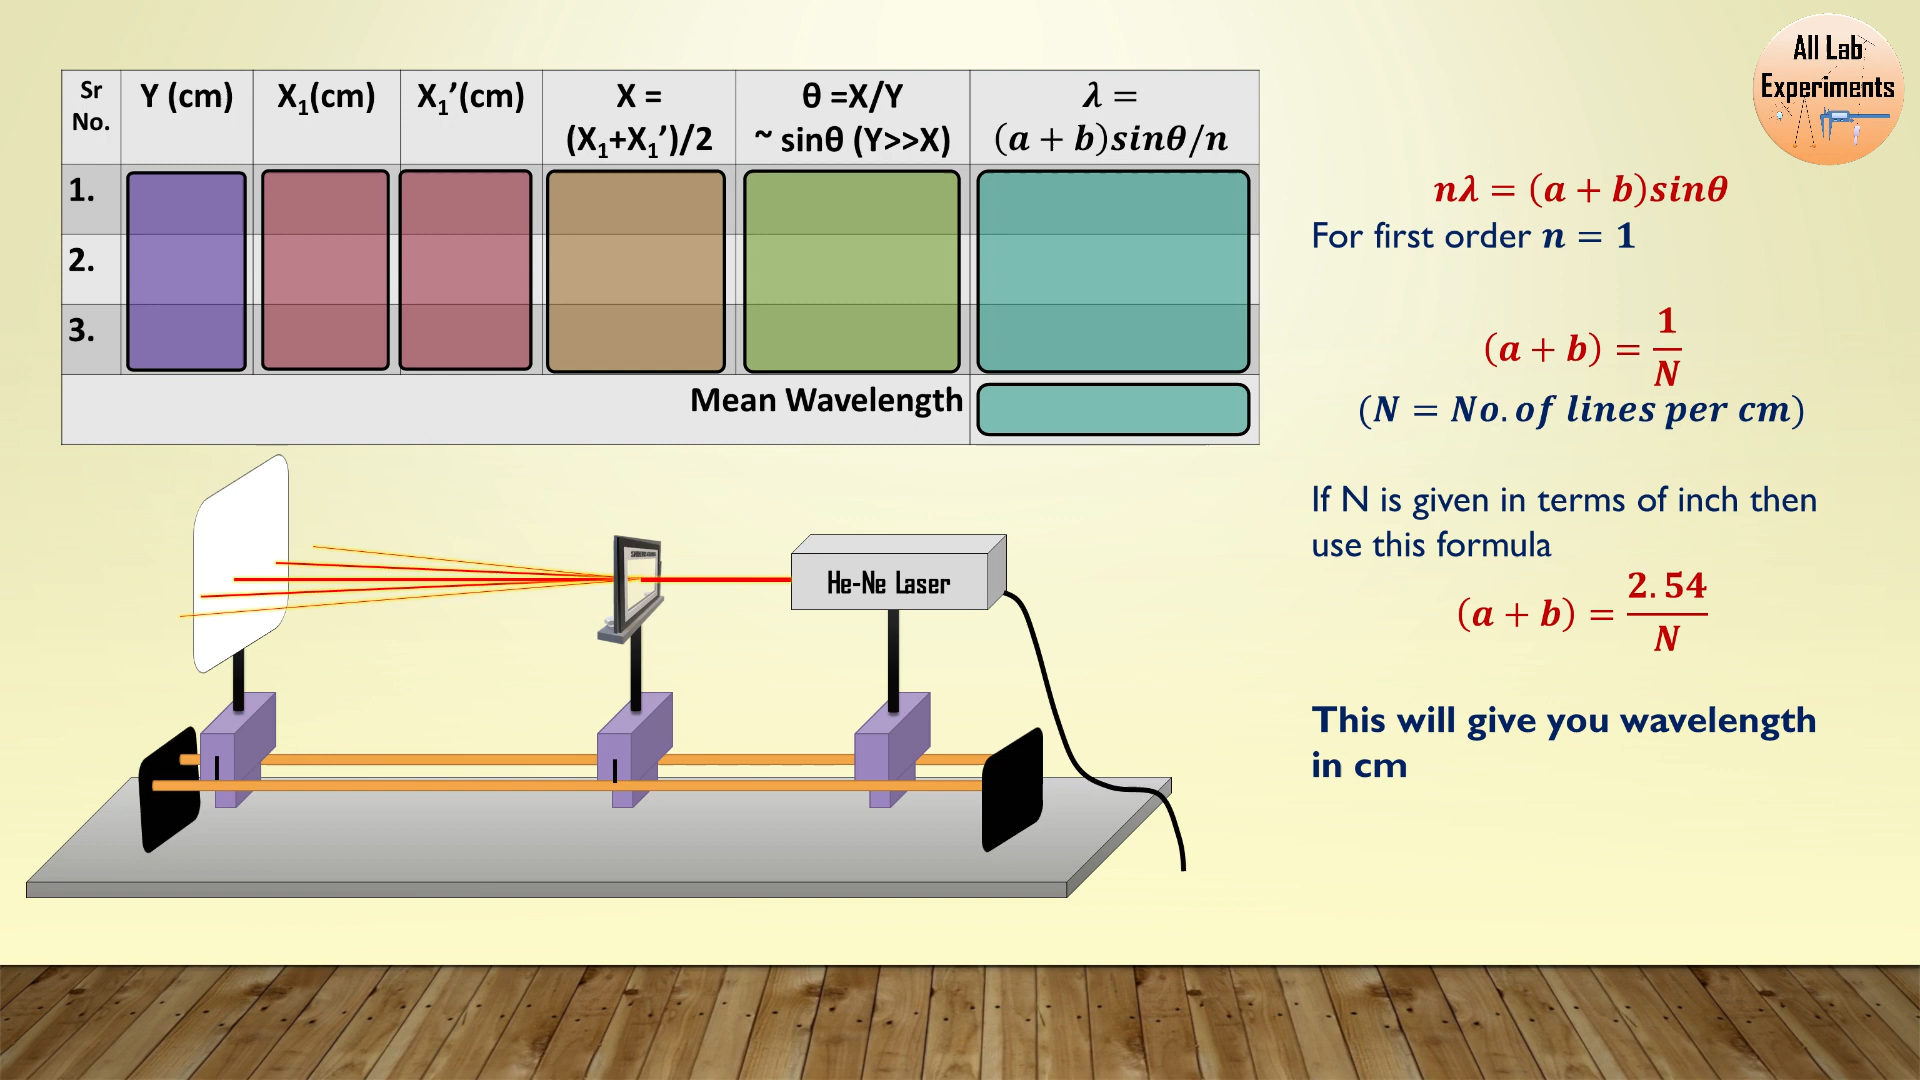 All Lab
Experiments
Sr
No.
Y (cm)
X₁(cm)
X₁’(cm)
X =
(X₁+X₁’)/2
θ =X/Y
~ sinθ (Y>>X)
λ =
(a + b)sinθ/n
1.
2.
3.
Mean Wavelength
nλ = (a + b)sinθ
For first order n = 1
(a + b) = 1/N
(N = No. of lines per cm)
If N is given in terms of inch then
use this formula
(a + b) = 2.54/N
This will give you wavelength
in cm
He-Ne Laser